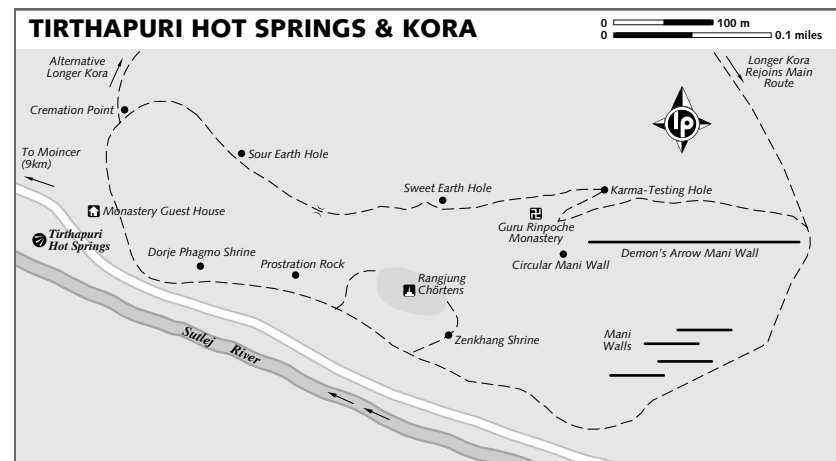 TIRTHAPURI HOT SPRINGS & KORA
0 100 m
0 0.1 miles
Alternative
Longer Kora
Longer Kora
Rejoins Main
Route
Cremation Point
lp
To Moincer
(9km)
Sour Earth Hole
Sweet Earth Hole
Karma-Testing Hole
Monastery Guest House
Guru Rinpoche
Monastery
Tirthapuri
Hot Springs
Dorje Phagmo Shrine
Demon's Arrow Mani Wall
Prostration Rock
Circular Mani Wall
Rangjung
Chörtens
Sutlej River
Zenkhang Shrine
Mani
Walls